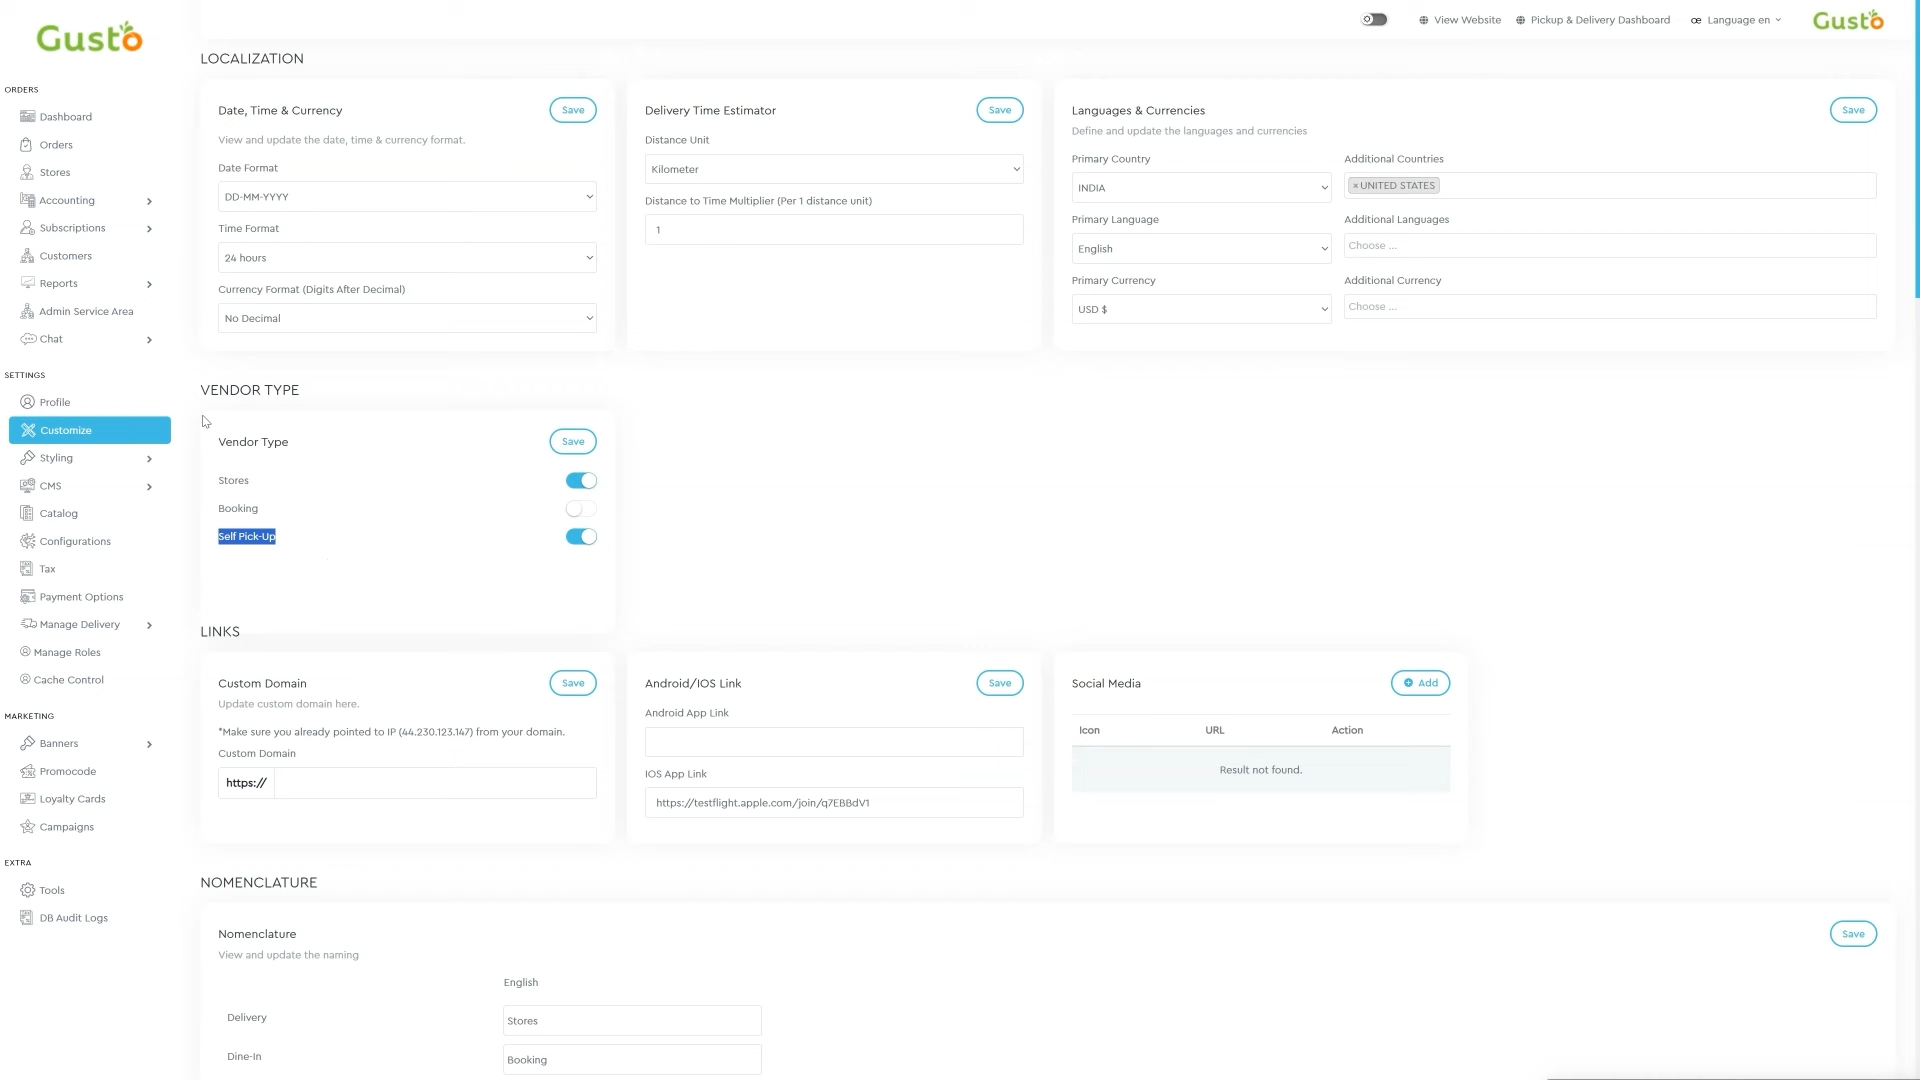 Gusto
View Website
Pickup & Delivery Dashboard
Language en
Gusto
ORDERS
Dashboard
Orders
Stores
Accounting
Subscriptions
Customers
Reports
Admin Service Area
Chat
SETTINGS
Profile
Customize
Styling
CMS
Catalog
Configurations
Tax
Payment Options
Manage Delivery
Manage Roles
Cache Control
MARKETING
Banners
Promocode
Loyalty Cards
Campaigns
EXTRA
Tools
DB Audit Logs
LOCALIZATION
Date, Time & Currency
Save
View and update the date, time & currency format.
Date Format
DD-MM-YYYY
Time Format
24 hours
Currency Format (Digits After Decimal)
No Decimal
Delivery Time Estimator
Save
Distance Unit
Kilometer
Distance to Time Multiplier (Per 1 distance unit)
1
Languages & Currencies
Save
Define and update the languages and currencies
Primary Country
Additional Countries
INDIA
×UNITED STATES
Primary Language
Additional Languages
English
Choose ...
Primary Currency
Additional Currency
USD $
Choose ...
VENDOR TYPE
Vendor Type
Save
Stores
Booking
Self Pick-Up
LINKS
Custom Domain
Save
Update custom domain here.
*Make sure you already pointed to IP (44.230.123.147) from your domain.
Custom Domain
https://
Android/IOS Link
Save
Android App Link
IOS App Link
https://testflight.apple.com/join/q7EBBdV1
Social Media
Add
Icon URL Action
Result not found.
NOMENCLATURE
Nomenclature
Save
View and update the naming
English
Delivery
Stores
Dine-In
Booking